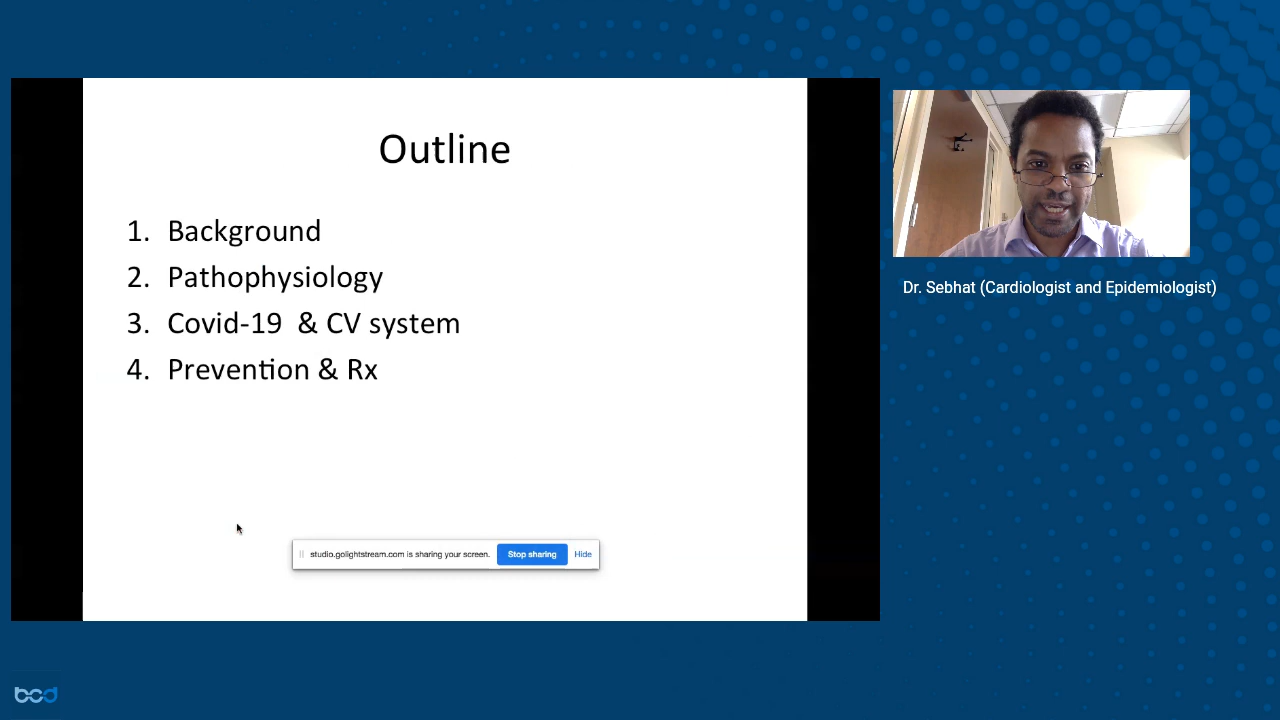 Outline
1. Background
2. Pathophysiology
3. Covid-19 & CV system
4. Prevention & Rx
studio.golightstream.com is sharing your screen. Stop sharing Hide
Dr. Sebhat (Cardiologist and Epidemiologist)
bcd